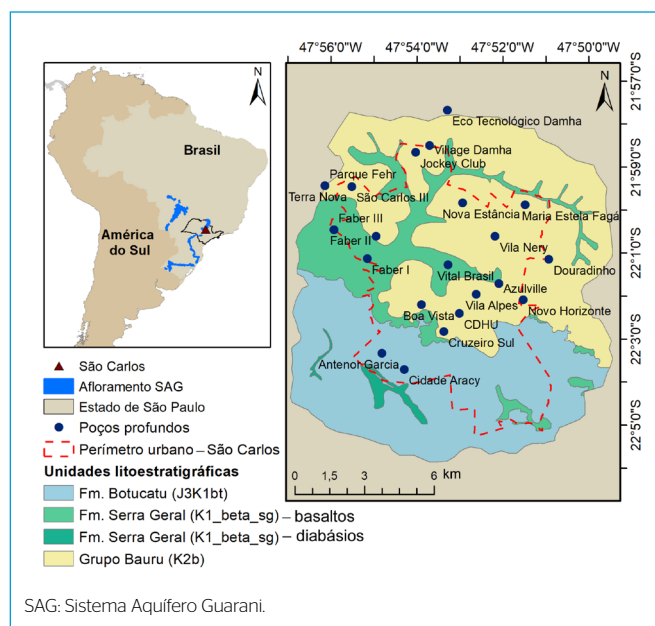 N
Brasil
América
do Sul
São Carlos
Afloramento SAG
Estado de São Paulo
Poços profundos
Perímetro urbano – São Carlos
Unidades litoestratigráficas
Fm. Botucatu (J3K1bt)
Fm. Serra Geral (K1_beta_sg) – basaltos
Fm. Serra Geral (K1_beta_sg) – diabásios
Grupo Bauru (K2b)
47°56'0"W 47°54'0"W 47°52'0"W 47°50'0"W
N
21°57'0"S
21°59'0"S
22°1'0"S
22°3'0"S
22°5'0"S
Eco Tecnológico Damha
Village Damha
Jockey Club
Parque Fehr
Terra Nova
São Carlos III
Nova Estância
Maria Estela Fagá
Faber III
Faber II
Vila Nery
Douradinho
Faber I
Vital Brasil
Azulville
Vila Alpes
Novo Horizonte
Boa Vista
CDHU
Cruzeiro Sul
Antenor Garcia
Cidade Aracy
0 1,5 3 6
km
SAG: Sistema Aquífero Guarani.